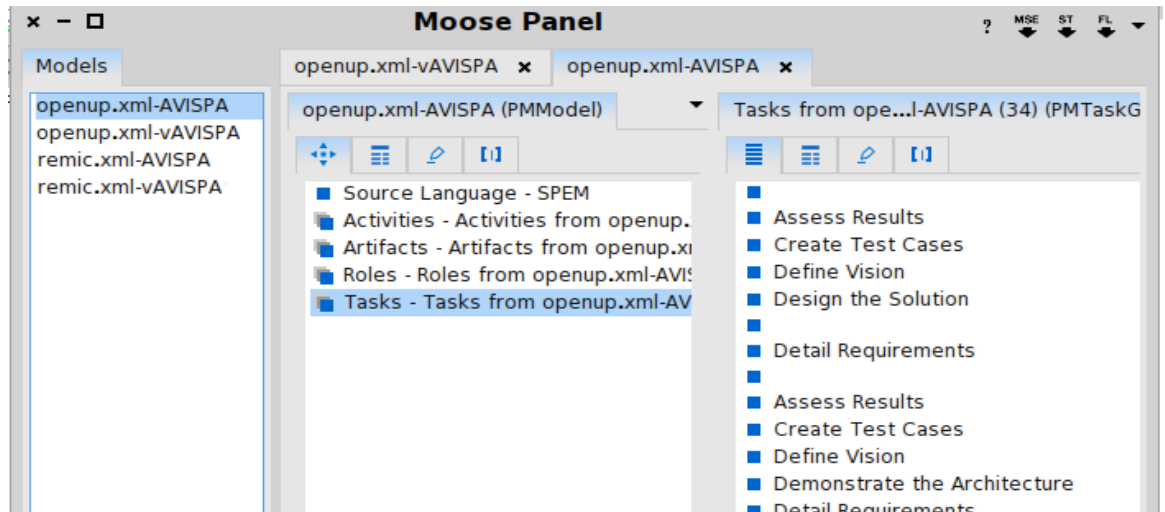 Moose Panel
? MSE ST FL
Models
openup.xml-vAVISPA openup.xml-AVISPA
openup.xml-AVISPA
openup.xml-vAVISPA
remic.xml-AVISPA
remic.xml-vAVISPA
openup.xml-AVISPA (PMModel)
Source Language - SPEM
Activities - Activities from openup.
Artifacts - Artifacts from openup.x
Roles - Roles from openup.xml-AVIS
Tasks - Tasks from openup.xml-AV
Tasks from ope...l-AVISPA (34) (PMTaskG
Assess Results
Create Test Cases
Define Vision
Design the Solution
Detail Requirements
Assess Results
Create Test Cases
Define Vision
Demonstrate the Architecture
Detail Requirements